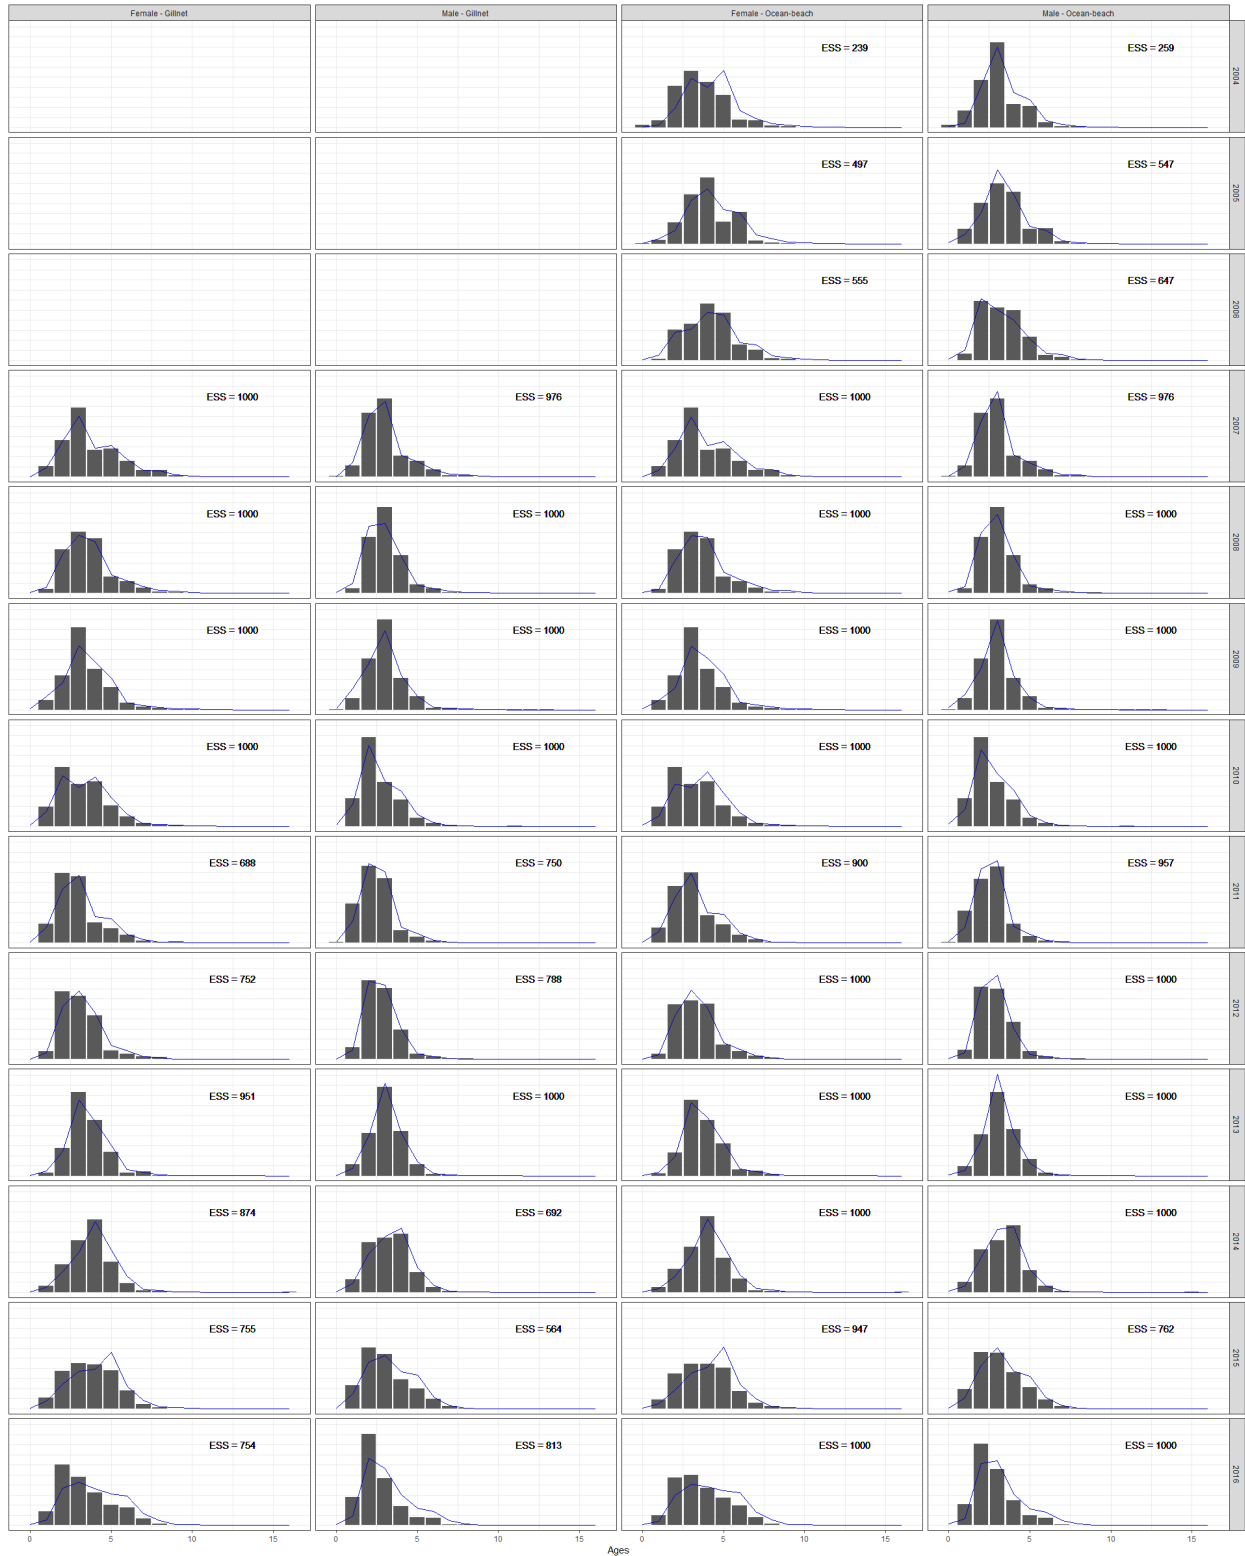 Female - Gillnet Male - Gillnet Female - Ocean-beach Male - Ocean-beach
ESS = 239 ESS = 259 2004
ESS = 497 ESS = 547 2005
ESS = 555 ESS = 647 2006
ESS = 1000 ESS = 976 ESS = 1000 ESS = 976 2007
ESS = 1000 ESS = 1000 ESS = 1000 ESS = 1000 2008
ESS = 1000 ESS = 1000 ESS = 1000 ESS = 1000 2009
ESS = 1000 ESS = 1000 ESS = 1000 ESS = 1000 2010
ESS = 688 ESS = 750 ESS = 900 ESS = 957 2011
ESS = 752 ESS = 788 ESS = 1000 ESS = 1000 2012
ESS = 951 ESS = 1000 ESS = 1000 ESS = 1000 2013
ESS = 874 ESS = 692 ESS = 1000 ESS = 1000 2014
ESS = 755 ESS = 564 ESS = 947 ESS = 762 2015
ESS = 754 ESS = 813 ESS = 1000 ESS = 1000 2016
0 5 10 15 0 5 10 15 0 5 10 15 0 5 10 15
Ages